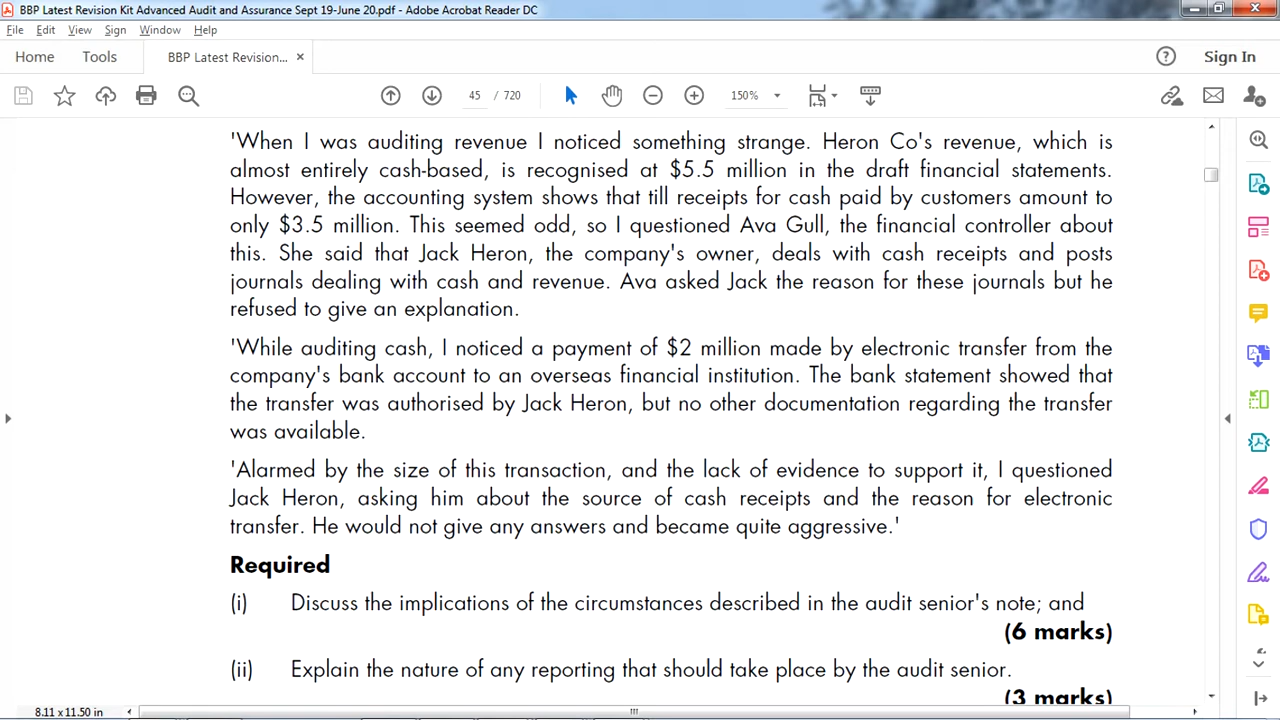 BBP Latest Revision Kit Advanced Audit and Assurance Sept 19-June 20.pdf - Adobe Acrobat Reader DC
File Edit View Sign Window Help
Home Tools BBP Latest Revision... × Sign In
45 / 720 150%
'When I was auditing revenue I noticed something strange. Heron Co's revenue, which is
almost entirely cash-based, is recognised at $5.5 million in the draft financial statements.
However, the accounting system shows that till receipts for cash paid by customers amount to
only $3.5 million. This seemed odd, so I questioned Ava Gull, the financial controller about
this. She said that Jack Heron, the company's owner, deals with cash receipts and posts
journals dealing with cash and revenue. Ava asked Jack the reason for these journals but he
refused to give an explanation.
'While auditing cash, I noticed a payment of $2 million made by electronic transfer from the
company's bank account to an overseas financial institution. The bank statement showed that
the transfer was authorised by Jack Heron, but no other documentation regarding the transfer
was available.
'Alarmed by the size of this transaction, and the lack of evidence to support it, I questioned
Jack Heron, asking him about the source of cash receipts and the reason for electronic
transfer. He would not give any answers and became quite aggressive.'
Required
(i) Discuss the implications of the circumstances described in the audit senior's note; and
(6 marks)
(ii) Explain the nature of any reporting that should take place by the audit senior.
(3 marks)
8.11 x 11.50 in